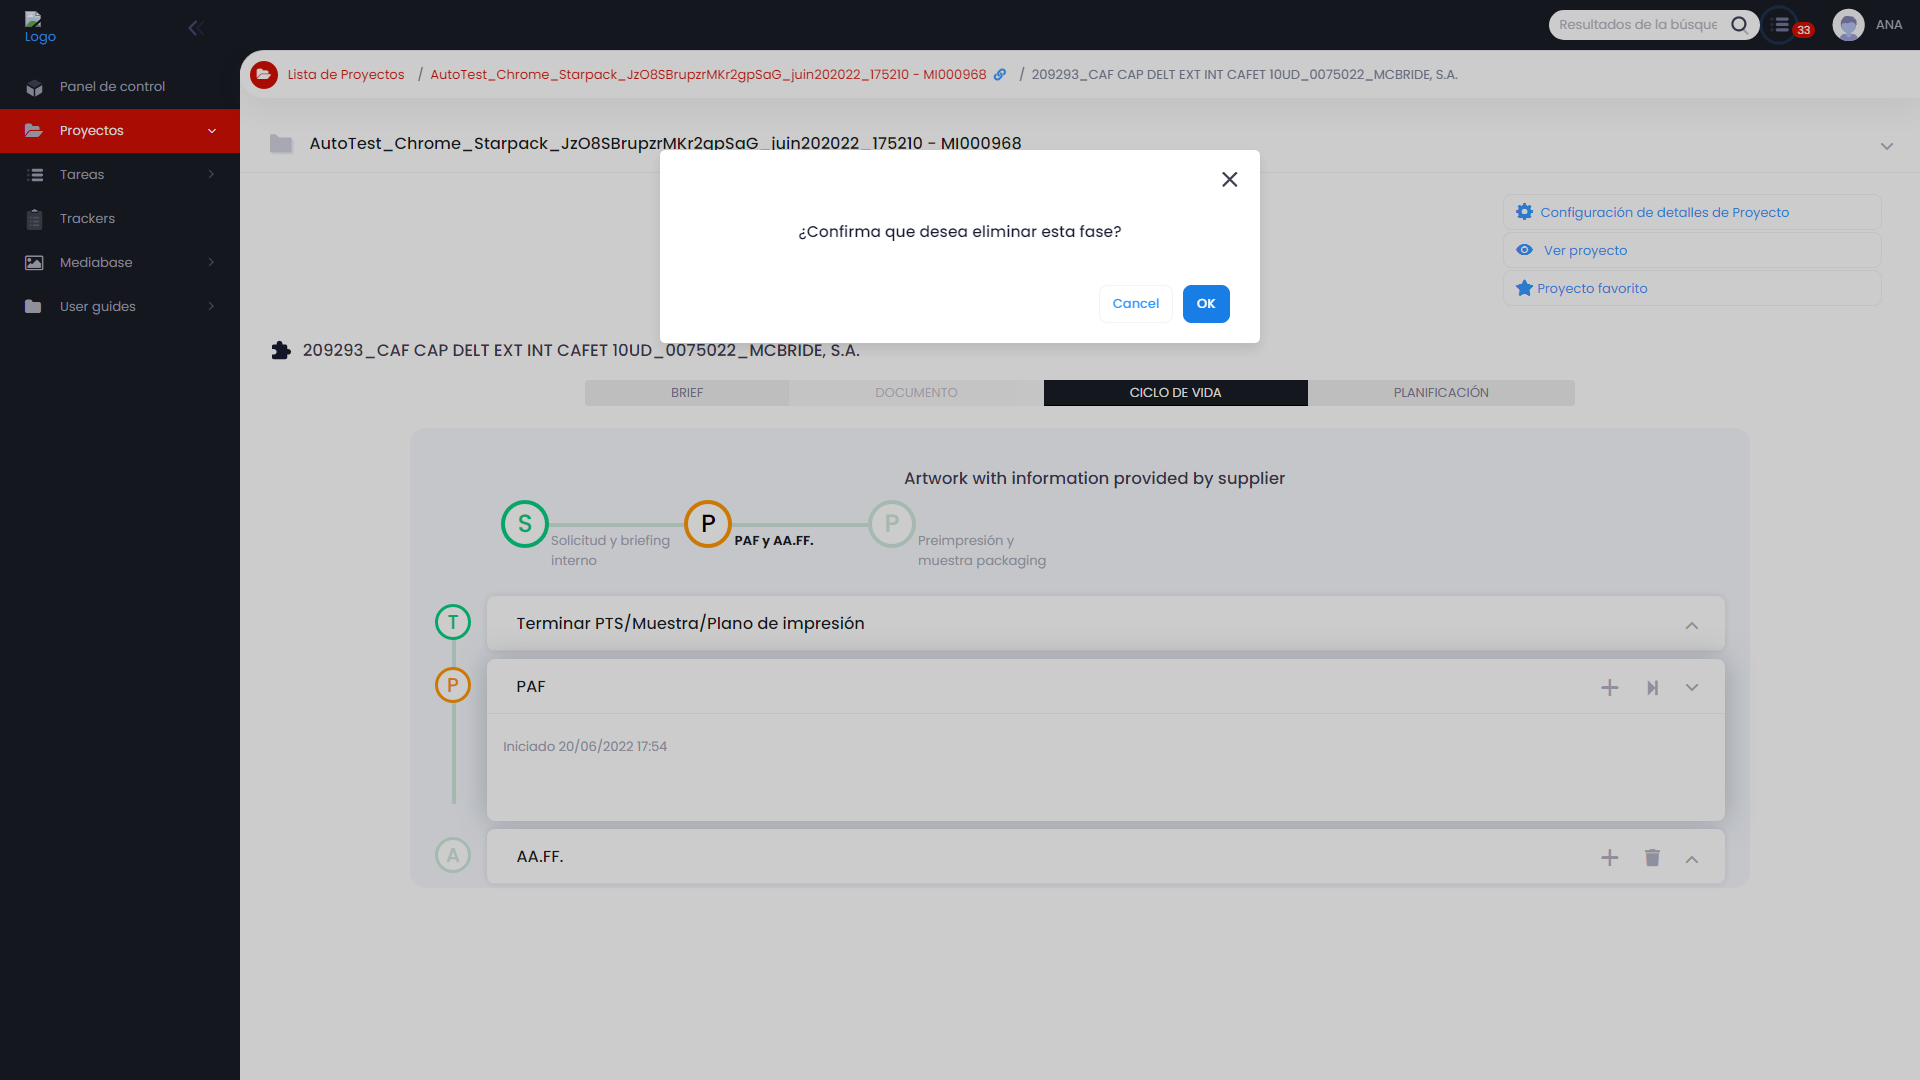 Logo
Resultados de la búsque
33
ANA
Panel de control
Proyectos
Tareas
Trackers
Mediabase
User guides
Lista de Proyectos / AutoTest_Chrome_Starpack_JzO8SBrupzrMKr2gpSaG_juin202022_175210 - MI000968 / 209293_CAF CAP DELT EXT INT CAFET 10UD_0075022_MCBRIDE, S.A.
AutoTest_Chrome_Starpack_JzO8SBrupzrMKr2gpSaG_juin202022_175210 - MI000968
¿Confirma que desea eliminar esta fase?
Cancel
OK
Configuración de detalles de Proyecto
Ver proyecto
Proyecto favorito
209293_CAF CAP DELT EXT INT CAFET 10UD_0075022_MCBRIDE, S.A.
BRIEF
DOCUMENTO
CICLO DE VIDA
PLANIFICACIÓN
Artwork with information provided by supplier
S
Solicitud y briefing
interno
P
PAF y AA.FF.
P
Preimpresión y
muestra packaging
T
Terminar PTS/Muestra/Plano de impresión
P
PAF
Iniciado 20/06/2022 17:54
A
AA.FF.